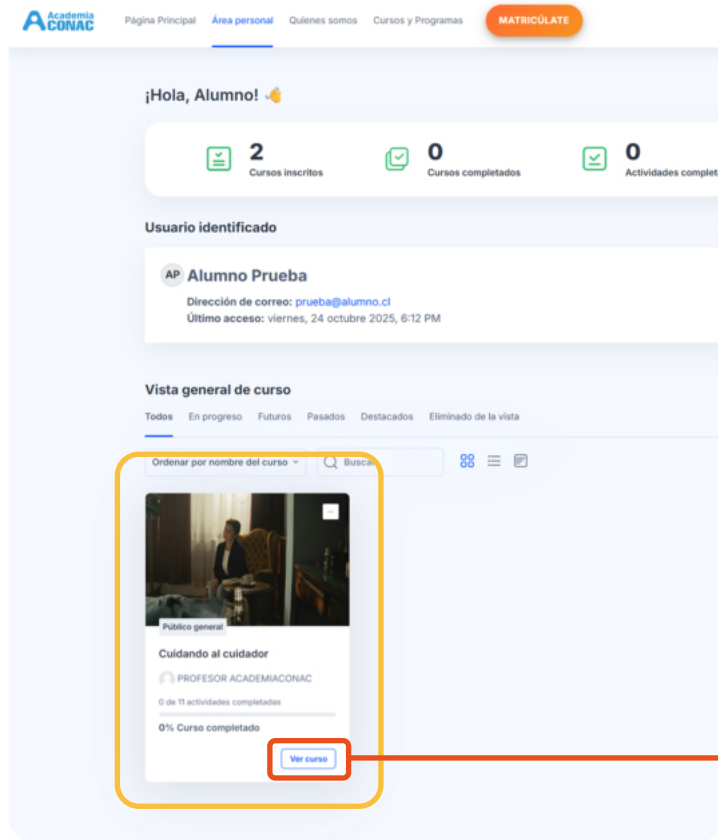 Academia
CONAC
Página Principal Área personal Quienes somos Cursos y Programas MATRICÚLATE
¡Hola, Alumno! 👋
2 0 0
Cursos inscritos Cursos completados Actividades complet
Usuario identificado
AP Alumno Prueba
Dirección de correo: prueba@alumno.cl
Último acceso: viernes, 24 octubre 2025, 6:12 PM
Vista general de curso
Todos En progreso Futuros Pasados Destacados Eliminado de la vista
Ordenar por nombre del curso Buscar
Público general
Cuidando al cuidador
PROFESOR ACADEMIACONAC
0 de 11 actividades completadas
0% Curso completado
Ver curso